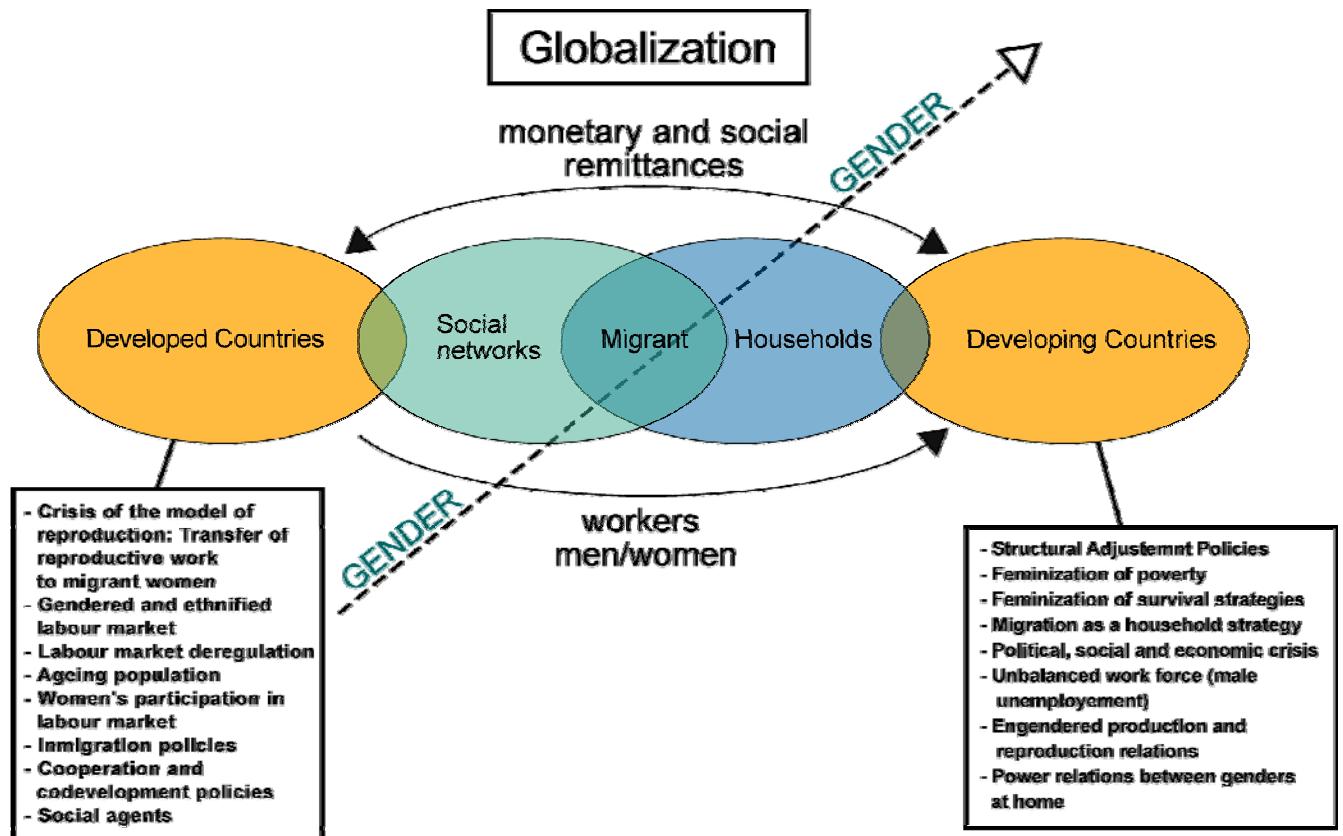 Globalization
monetary and social
remittances
GENDER
Developed Countries
Social
networks
Migrant
Households
Developing Countries
GENDER
workers
men/women
- Crisis of the model of
reproduction: Transfer of
reproductive work
to migrant women
- Gendered and ethnified
labour market
- Labour market deregulation
- Ageing population
- Women's participation in
labour market
- Inmigration policies
- Cooperation and
codevelopment policies
- Social agents
- Structural Adjustemnt Policies
- Feminization of poverty
- Feminization of survival strategies
- Migration as a household strategy
- Political, social and economic crisis
- Unbalanced work force (male
unemployement)
- Engendered production and
reproduction relations
- Power relations between genders
at home